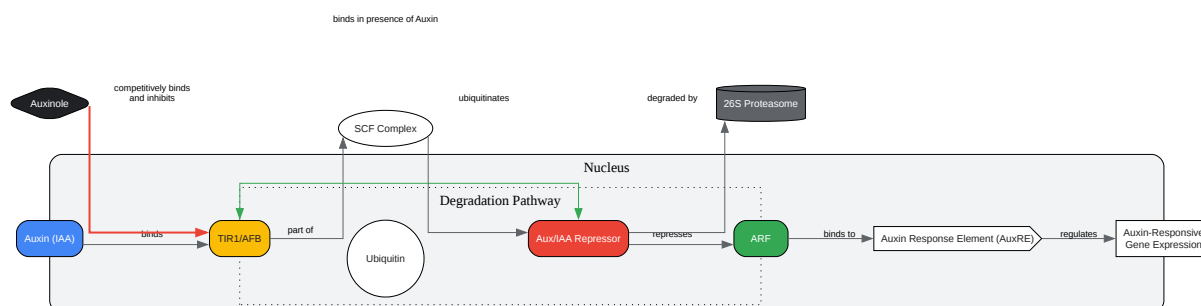 binds in presence of Auxin
competitively binds
and inhibits
Auxinole
ubiquitinates
degraded by
26S Proteasome
SCF Complex
Nucleus
Degradation Pathway
Auxin (IAA)
binds
TIR1/AFB
part of
Ubiquitin
Aux/IAA Repressor
represses
ARF
binds to
Auxin Response Element (AuxRE)
regulates
Auxin-Responsive
Gene Expression